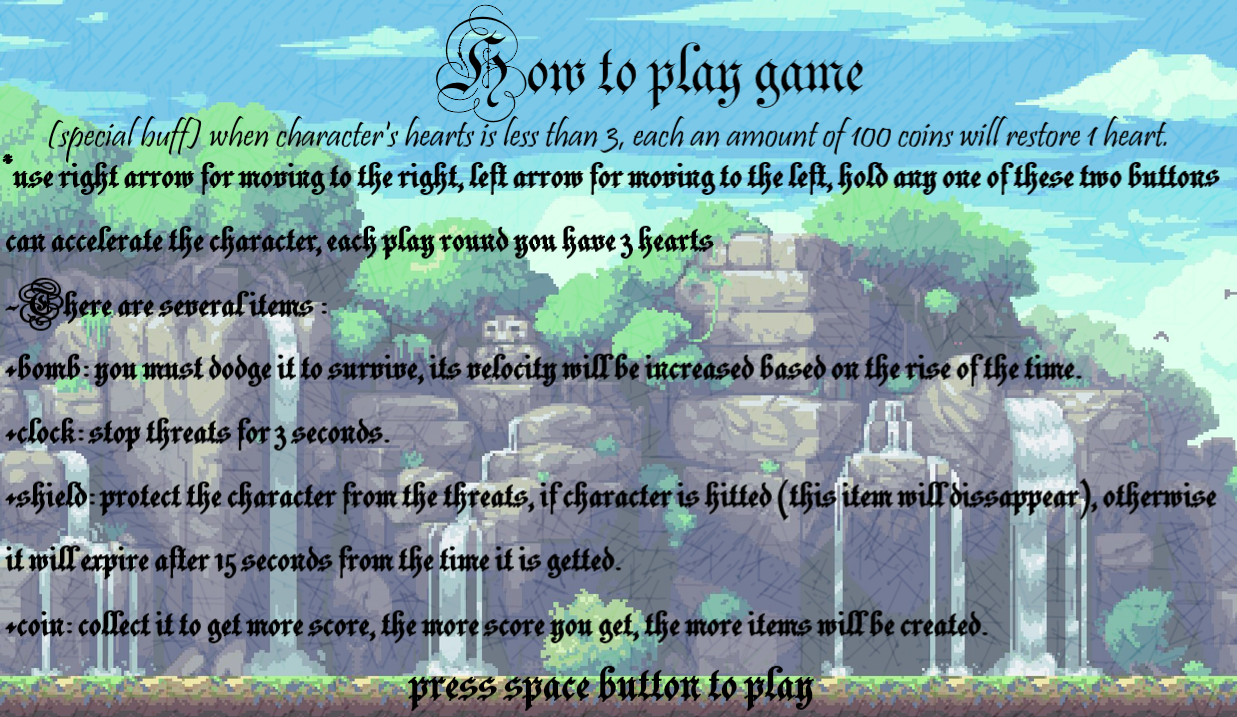 How to play game
(special buff) when character's hearts is less than 3, each an amount of 100 coins will restore 1 heart.
*use right arrow for moving to the right, left arrow for moving to the left, hold any one of these two buttons
can accelerate the character, each play round you have 3 hearts
- There are several items :
+bomb: you must dodge it to survive, its velocity will be increased based on the rise of the time.
+clock: stop threats for 3 seconds.
+shield: protect the character from the threats, if character is hitted (this item will dissappear), otherwise
it will expire after 15 seconds from the time it is getted.
+coin: collect it to get more score, the more score you get, the more items will be created.
press space button to play